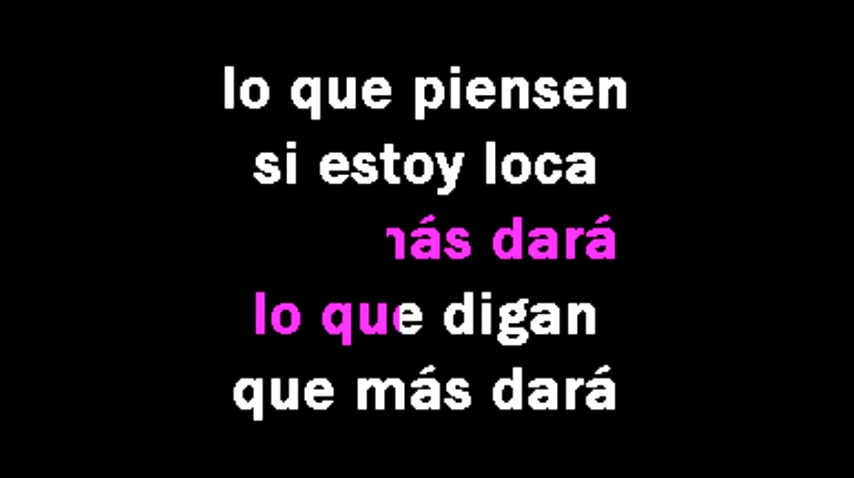 lo que piensen
si estoy loca
más dará
lo que digan
que más dará